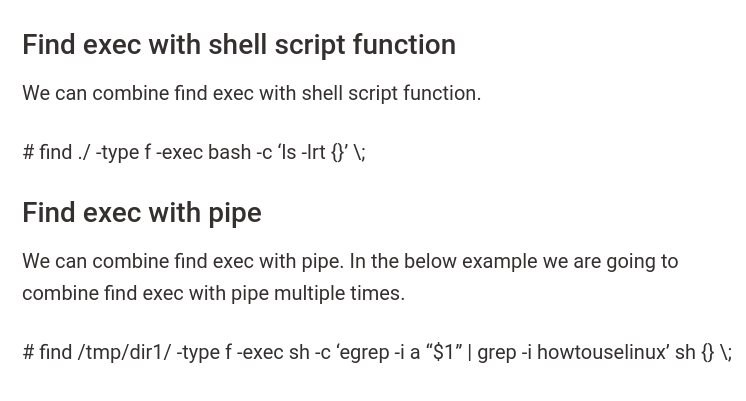 Find exec with shell script function
We can combine find exec with shell script function.
# find ./ -type f -exec bash -c ‘ls -lrt {}’ \;
Find exec with pipe
We can combine find exec with pipe. In the below example we are going to
combine find exec with pipe multiple times.
# find /tmp/dir1/ -type f -exec sh -c ‘egrep -i a “$1” | grep -i howtouselinux’ sh {} \;